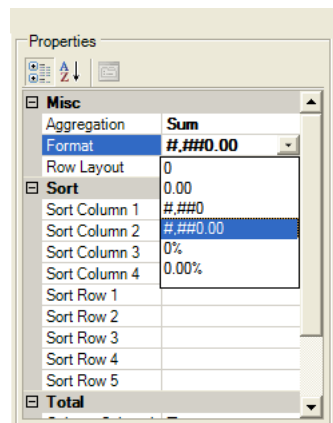 Properties
Misc
Aggregation Sum
Format #,##0.00
Row Layout 0
0.00
Sort
Sort Column 1 #,##0
Sort Column 2 #,##0.00
Sort Column 3 0%
Sort Column 4 0.00%
Sort Row 1
Sort Row 2
Sort Row 3
Sort Row 4
Sort Row 5
Total